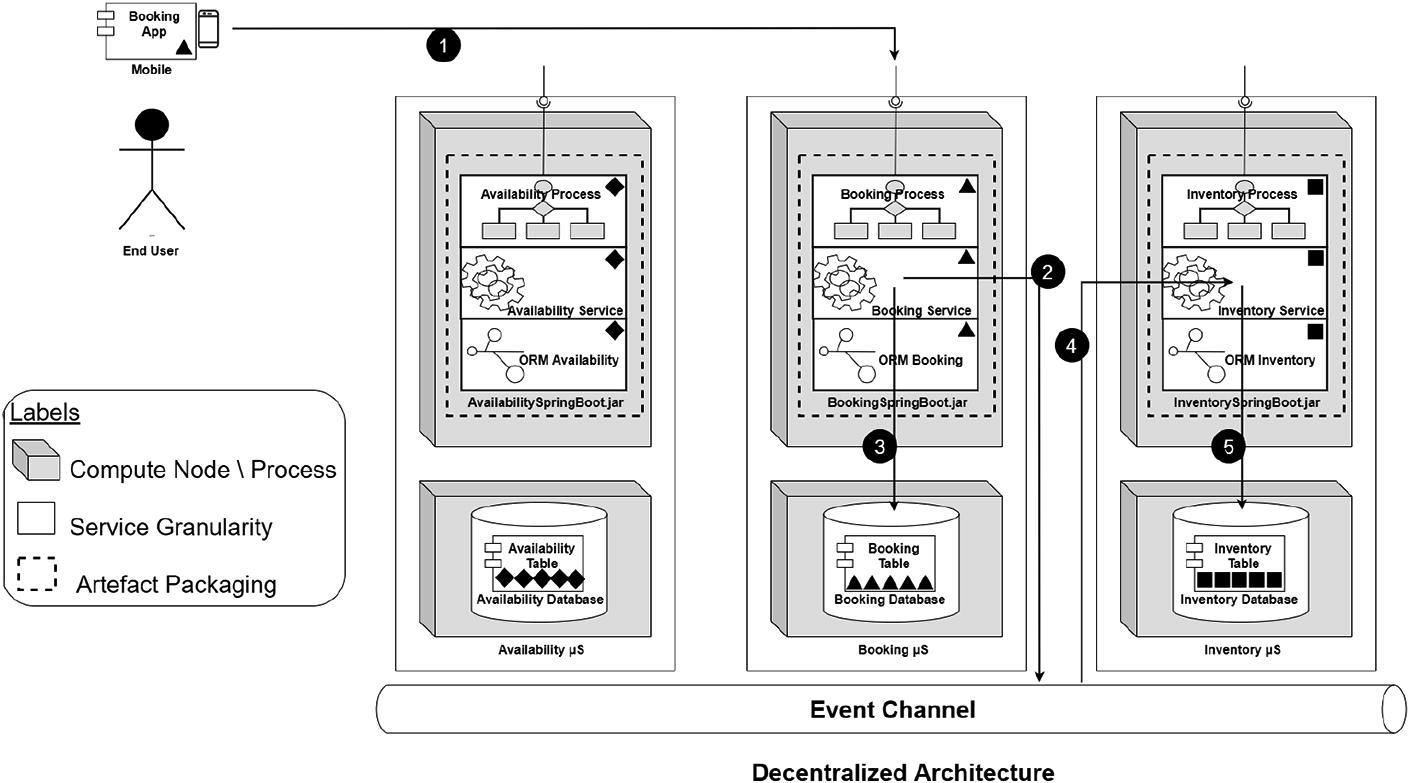 Booking
App
Mobile
1
End User
Labels
Compute Node \ Process
Service Granularity
Artefact Packaging
Availability Process
Availability Service
ORM Availability
AvailabilitySpringBoot.jar
Availability
Table
Availability Database
Availability µS
Booking Process
2
Booking Service
ORM Booking
BookingSpringBoot.jar
3
Booking
Table
Booking Database
Booking µS
Inventory Process
Inventory Service
4
ORM Inventory
InventorySpringBoot.jar
5
Inventory
Table
Inventory Database
Inventory µS
Event Channel
Decentralized Architecture